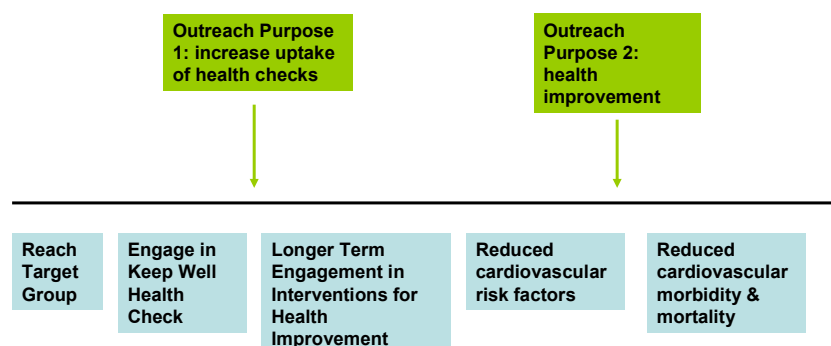 Outreach Purpose
1: increase uptake
of health checks
Outreach
Purpose 2:
health
improvement
Reach
Target
Group
Engage in
Keep Well
Health
Check
Longer Term
Engagement in
Interventions for
Health
Improvement
Reduced
cardiovascular
risk factors
Reduced
cardiovascular
morbidity &
mortality